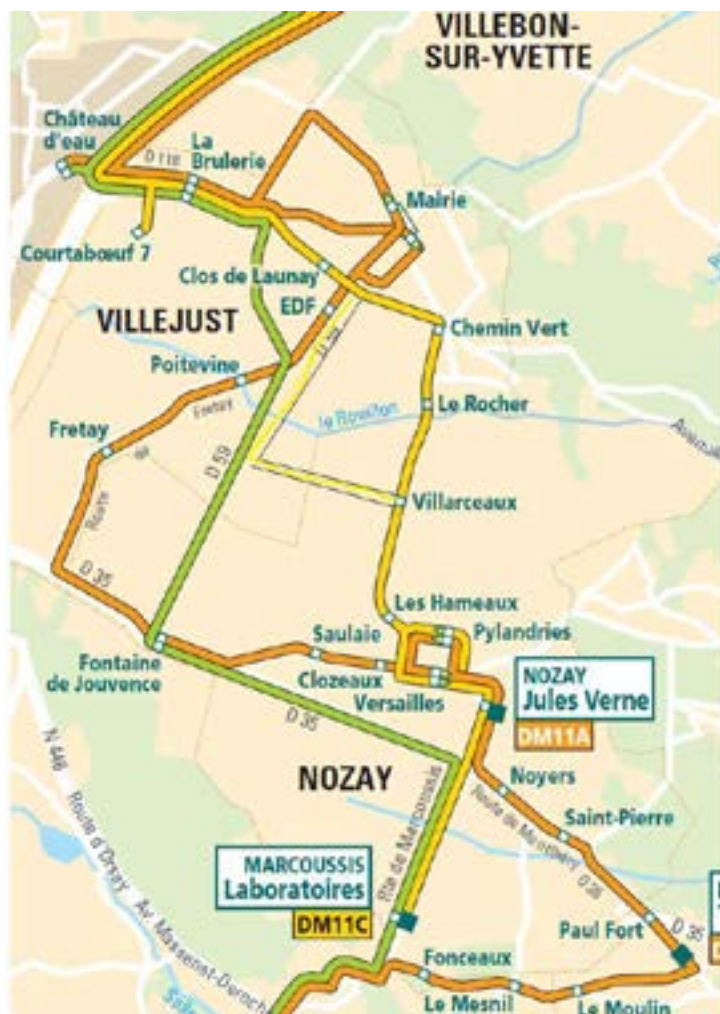 VILLEBON-
SUR-YVETTE
Château
d'eau
D 118
La
Brulerie
Mairie
Courtabœuf 7
Clos de Launay
EDF
VILLEJUST
Chemin Vert
Poitevine
Fretay
le Rouillon
Le Rocher
Fretay
D 59
Villarceaux
Route
de
D 35
Les Hameaux
Saulaie
Pylandries
Fontaine
de Jouvence
Clozeaux
Versailles
NOZAY
Jules Verne
DM11A
D 35
N 446
NOZAY
Noyers
Route d'Orsay
Rte de Marcoussis
Saint-Pierre
MARCOUSSIS
Laboratoires
DM11C
Av. Massenet-Deroche
Paul Fort
D 35
Fonceaux
Le Mesnil
Le Moulin